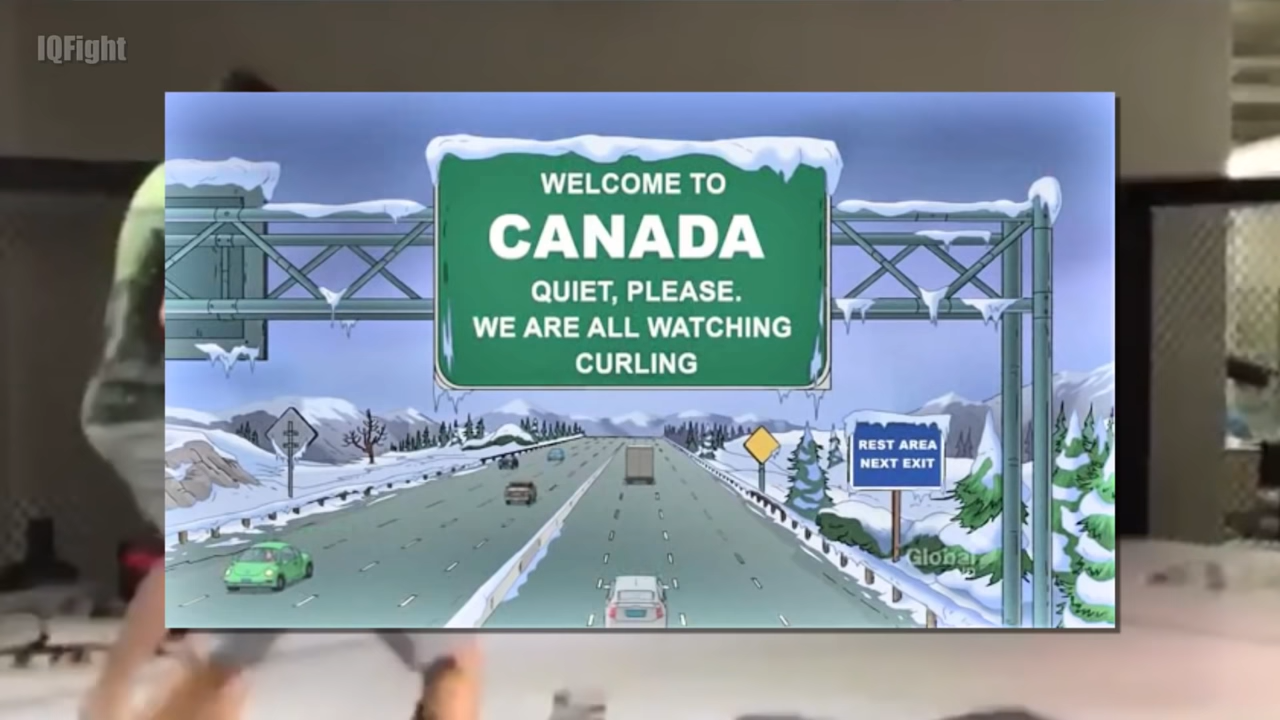 IQFight
WELCOME TO
CANADA
QUIET, PLEASE.
WE ARE ALL WATCHING
CURLING
REST AREA
NEXT EXIT
Global